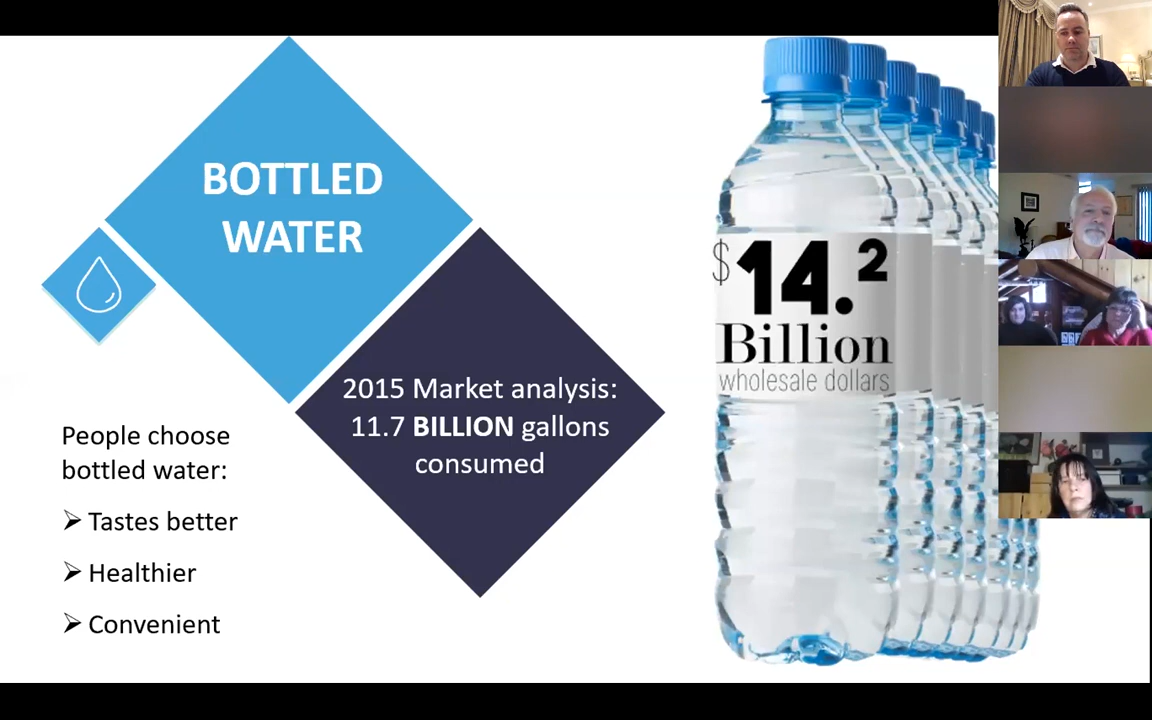 BOTTLED
WATER
2015 Market analysis:
11.7 BILLION gallons
consumed
People choose
bottled water:
Tastes better
Healthier
Convenient
$14.2
Billion
wholesale dollars